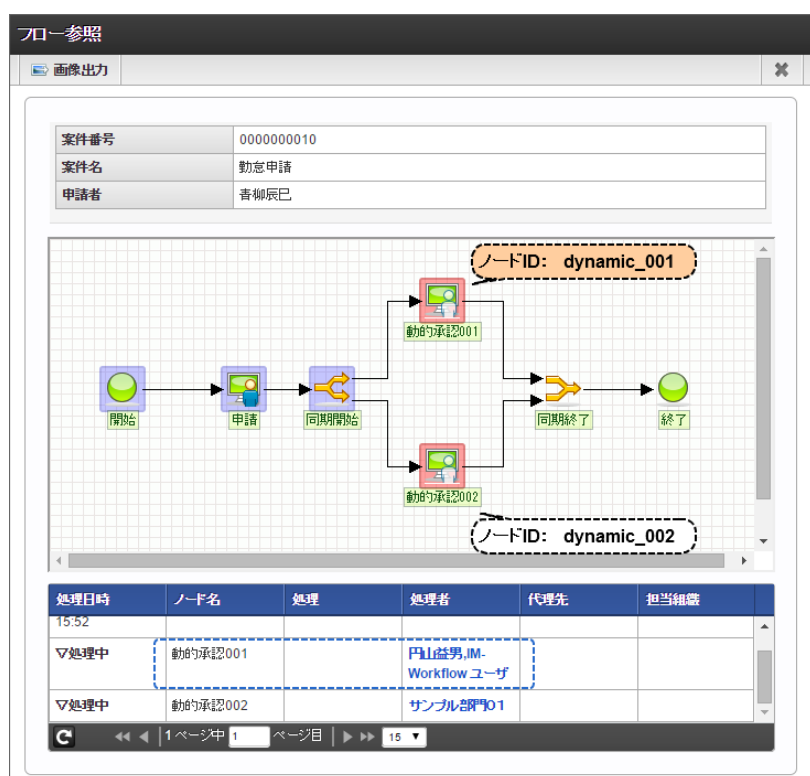 フロー参照
画像出力
案件番号 0000000010
案件名 勤怠申請
申請者 青柳辰巳
ノードID: dynamic_001
動的承認001
開始 申請 同期開始 同期終了 終了
動的承認002
ノードID: dynamic_002
処理日時 ノード名 処理 処理者 代理先 担当組織
15:52
▽処理中 動的承認001 円山益男,IM-
Workflow ユーザ
▽処理中 動的承認002 サンプル部門01
1 ページ中 1 ページ目 15